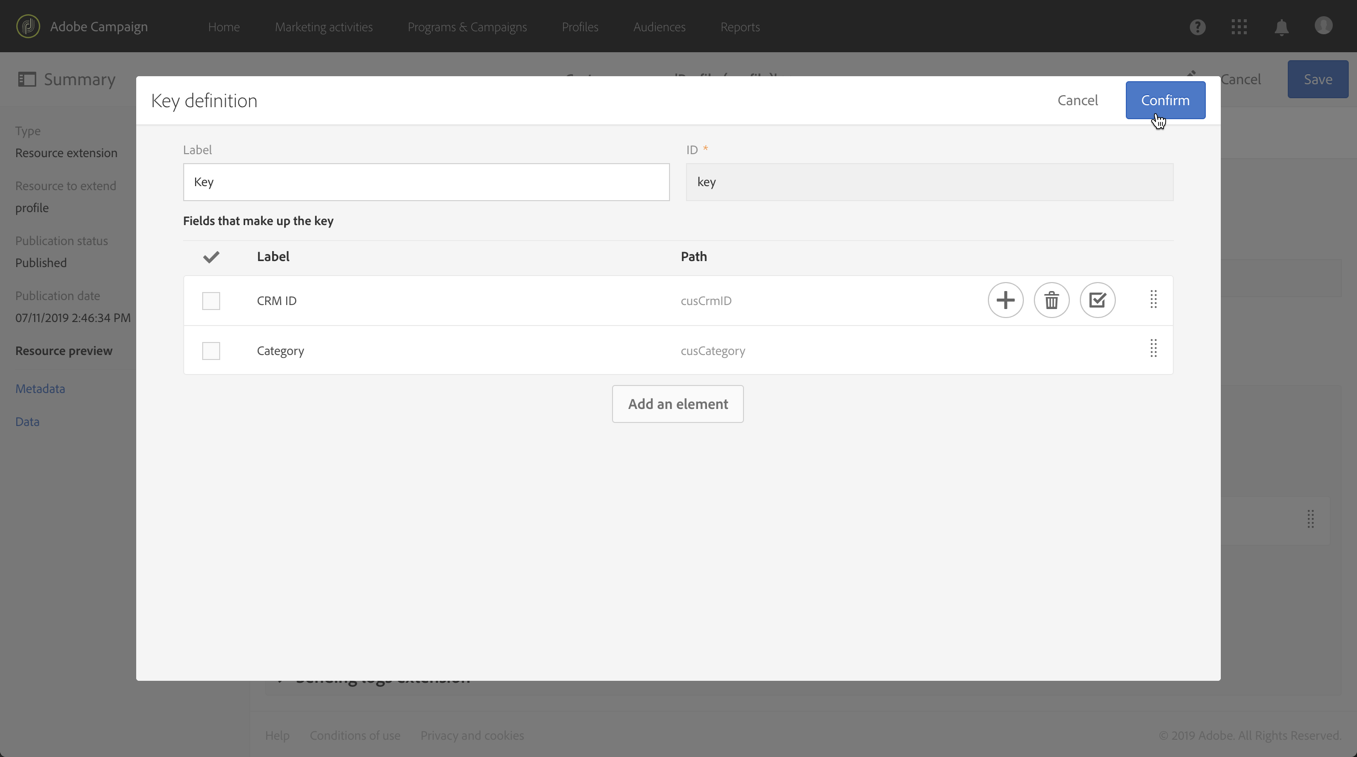 Adobe Campaign
Home
Marketing activities
Programs & Campaigns
Profiles
Audiences
Reports
Summary
Cancel
Save
Type
Resource extension
Resource to extend
profile
Publication status
Published
Publication date
07/11/2019 2:46:34 PM
Resource preview
Metadata
Data
Key definition
Cancel
Confirm
Label
ID *
Key
key
Fields that make up the key
Label
Path
CRM ID
cusCrmID
Category
cusCategory
Add an element
Sending logs extension
Help
Conditions of use
Privacy and cookies
© 2019 Adobe. All Rights Reserved.